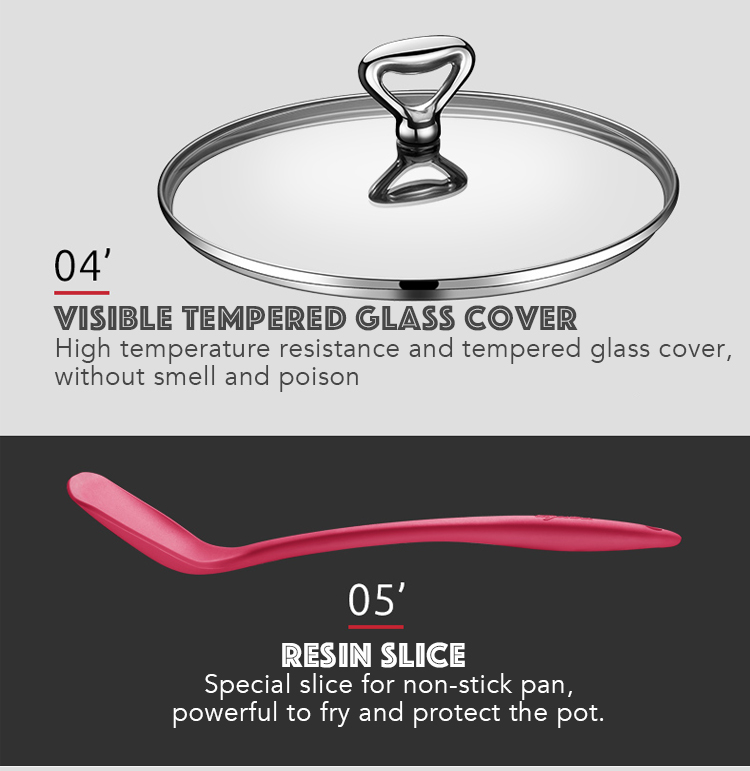 04’
VISIBLE TEMPERED GLASS COVER
High temperature resistance and tempered glass cover,
without smell and poison
05’
RESIN SLICE
Special slice for non-stick pan,
powerful to fry and protect the pot.